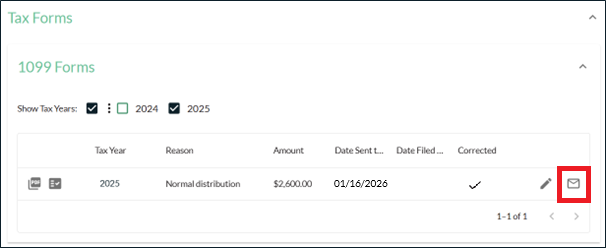 Tax Forms
1099 Forms
Show Tax Years: 2024 2025
Tax Year Reason Amount Date Sent t... Date Filed ... Corrected
PDF 2025 Normal distribution $2,600.00 01/16/2026
1–1 of 1